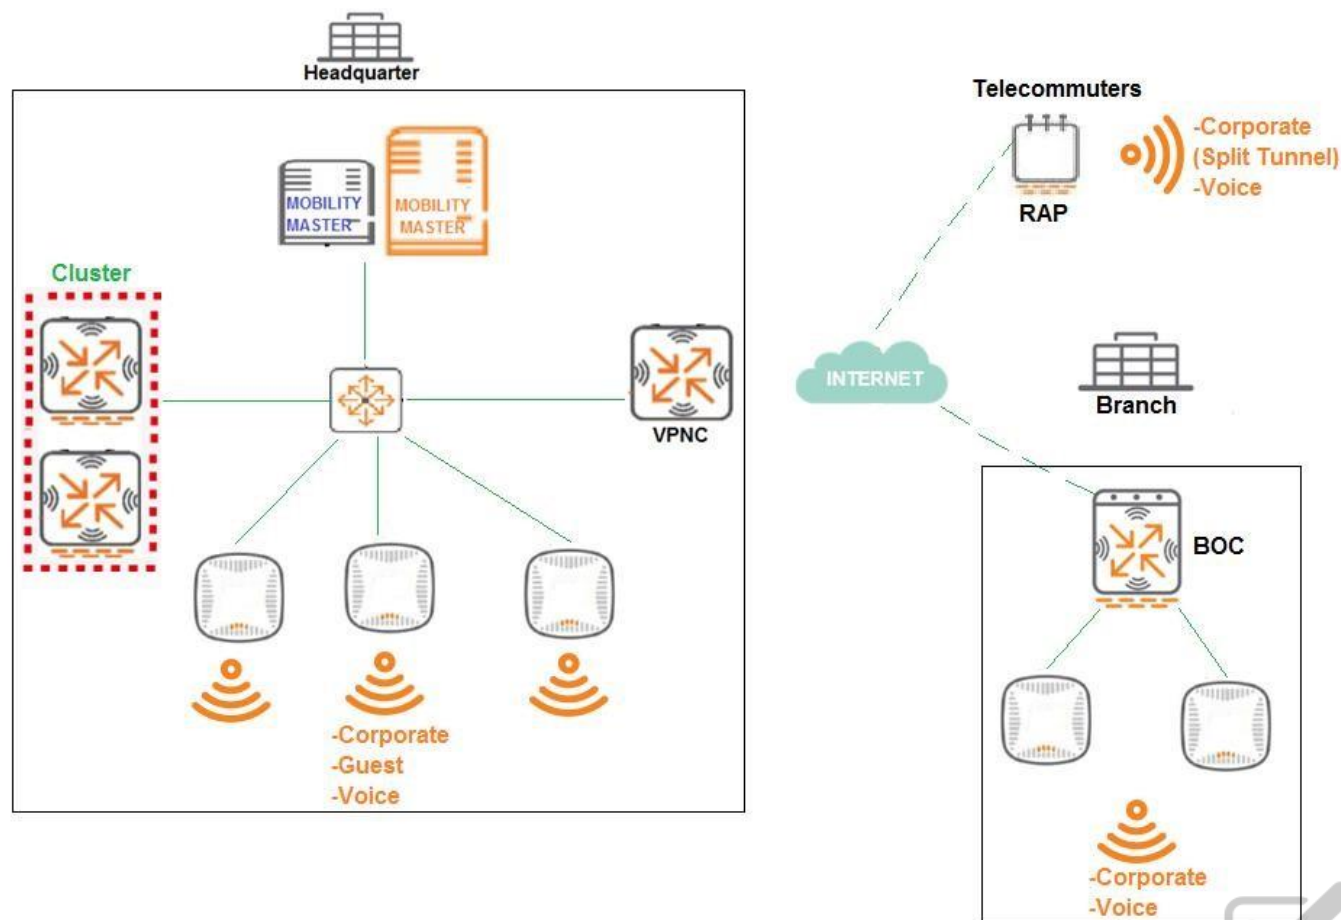 Headquarter
MOBILITY
MASTER
MOBILITY
MASTER
Cluster
VPNC
-Corporate
-Guest
-Voice
Telecommuters
RAP
-Corporate
(Split Tunnel)
-Voice
INTERNET
Branch
BOC
-Corporate
-Voice